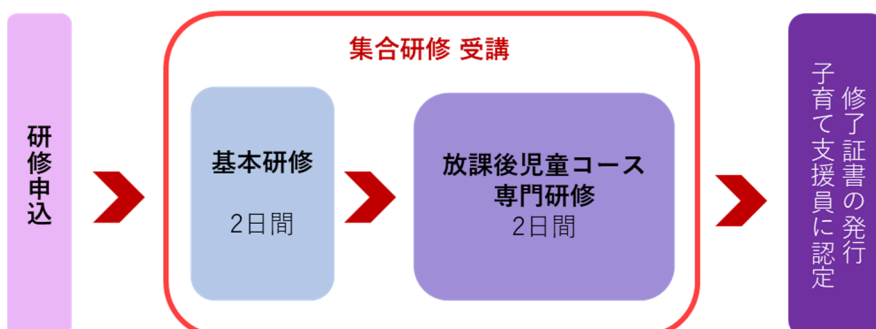 研修申込
集合研修 受講
基本研修
2日間
放課後児童コース
専門研修
2日間
修了証書の発行
子育て支援員に認定